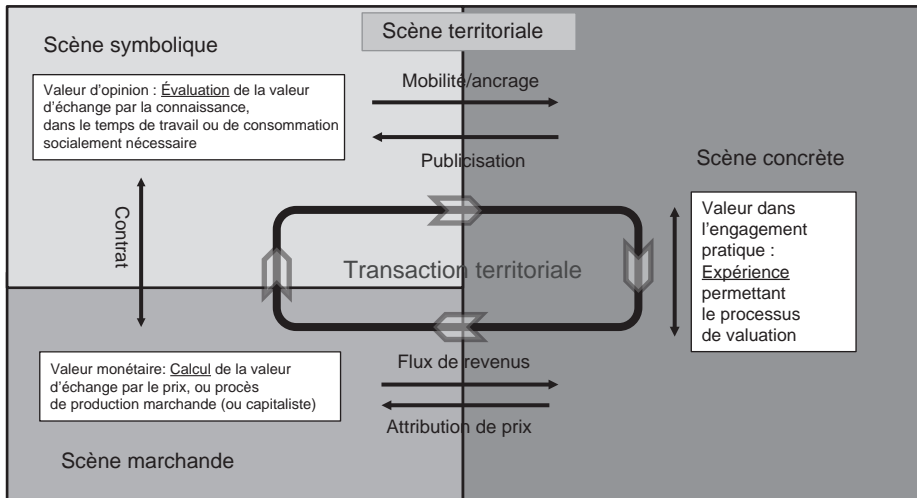 Scène territoriale
Scène symbolique
Valeur d'opinion : Évaluation de la valeur
d'échange par la connaissance,
dans le temps de travail ou de consommation
socialement nécessaire
Mobilité/ancrage
Publicisation
Scène concrète
Valeur dans
l'engagement
pratique :
Expérience
permettant
le processus
de valuation
Contrat
Transaction territoriale
Valeur monétaire: Calcul de la valeur
d'échange par le prix, ou procès
de production marchande (ou capitaliste)
Flux de revenus
Attribution de prix
Scène marchande